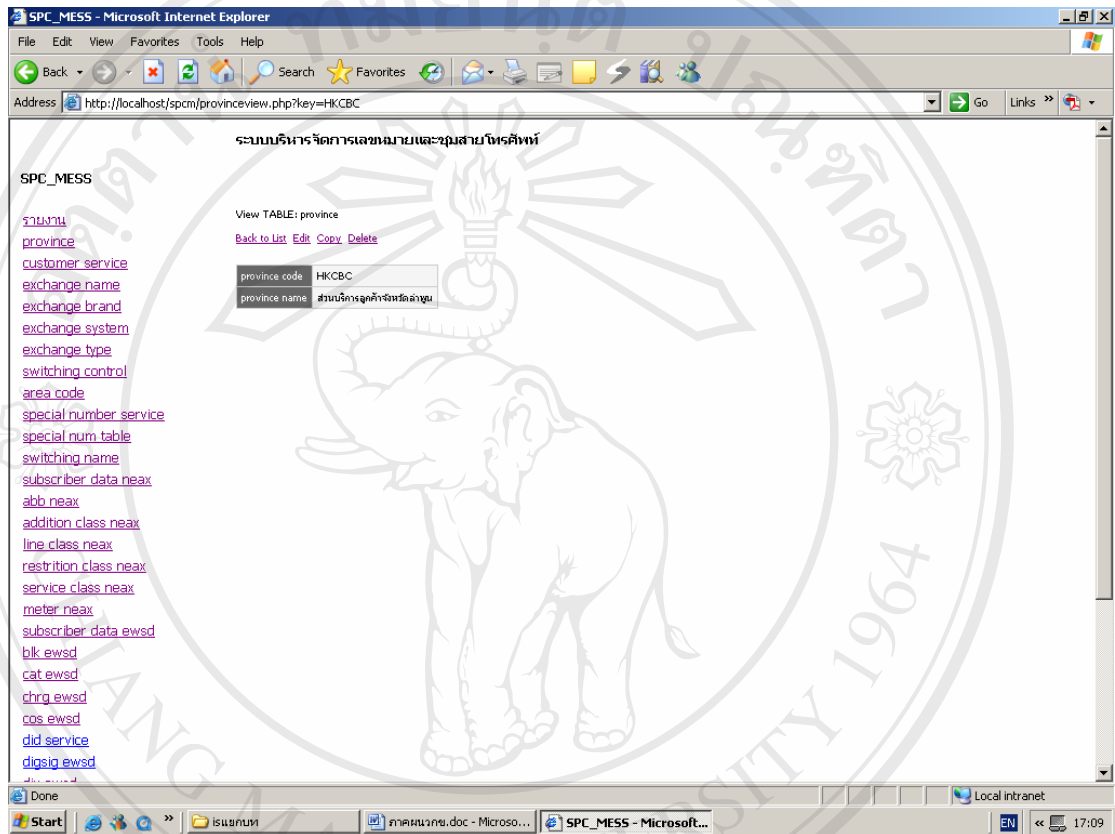 SPC_MESS - Microsoft Internet Explorer
File Edit View Favorites Tools Help
Back Search Favorites
Address http://localhost/spcm/provinceview.php?key=HKCBC Go Links »
ระบบบริหารจัดการเลขหมายและชุมสายโทรศัพท์
SPC_MESS
รายงาน
province
customer service
exchange name
exchange brand
exchange system
exchange type
switching control
area code
special number service
special num table
switching name
subscriber data neax
abb neax
addition class neax
line class neax
restrition class neax
service class neax
meter neax
subscriber data ewsd
blk ewsd
cat ewsd
chrg ewsd
cos ewsd
did service
digsig ewsd
View TABLE: province
Back to List Edit Copy Delete
province code HKCBC
province name ส่วนบริการลูกค้าจังหวัดลำพูน
Done Local intranet
Start » ระบบที่ ภาคผนวกข.doc - Microso... SPC_MESS - Microsoft... EN « 17:09
CHIANG MAI UNIVERSITY 1964